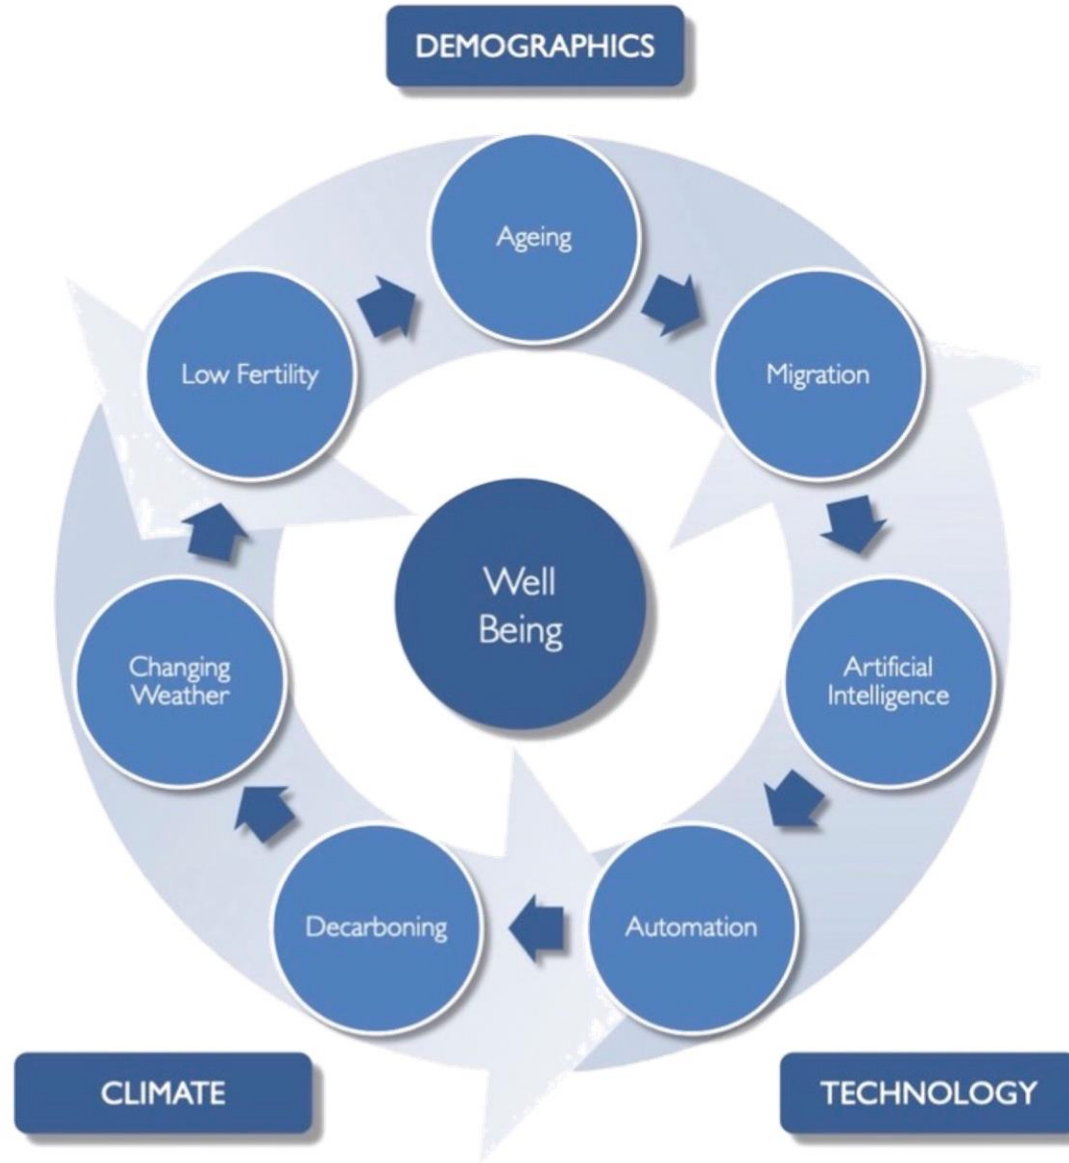 DEMOGRAPHICS
Ageing
Low Fertility
Migration
Well
Being
Changing
Weather
Artificial
Intelligence
Decarboning
Automation
CLIMATE
TECHNOLOGY